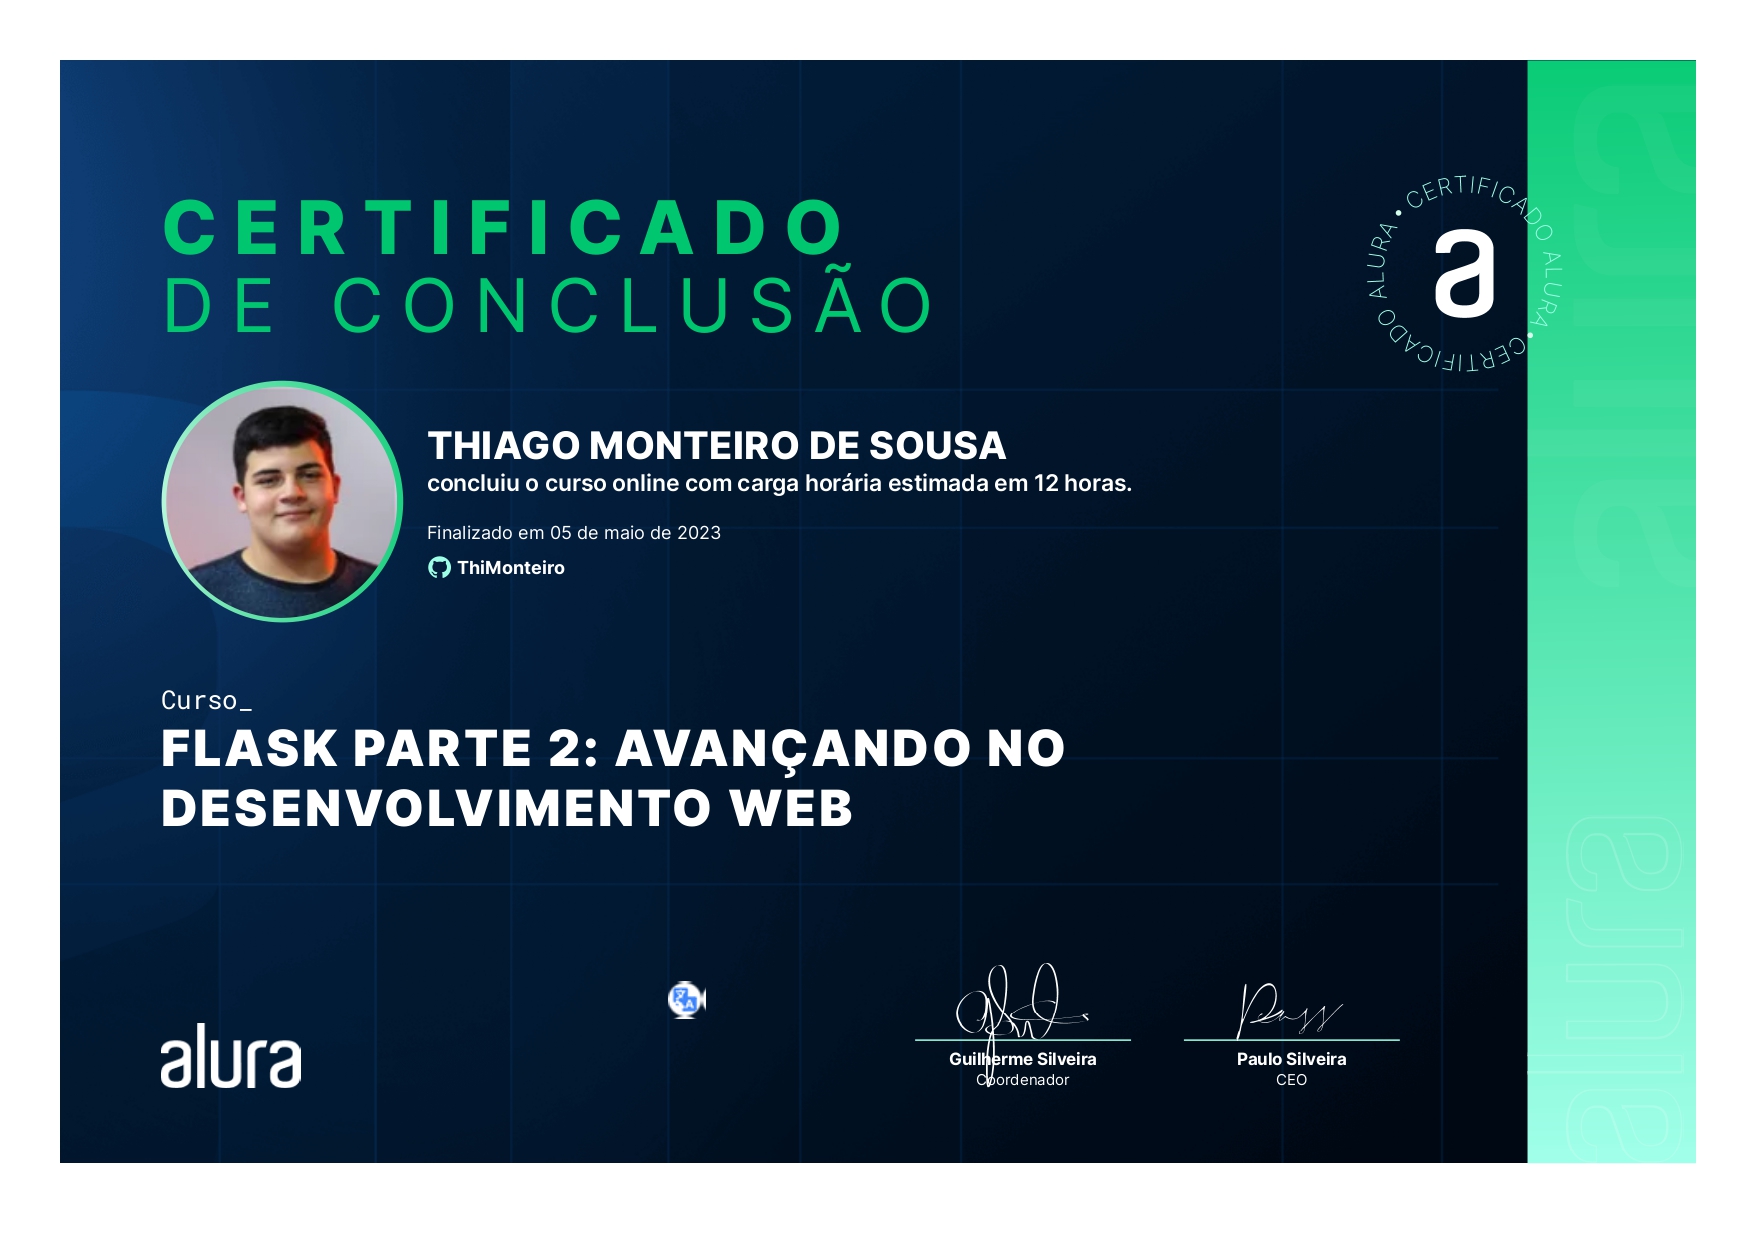 CERTIFICADO
DE CONCLUSÃO
CERTIFICADO ALURA • CERTIFICADO ALURA •
a
THIAGO MONTEIRO DE SOUSA
concluiu o curso online com carga horária estimada em 12 horas.
Finalizado em 05 de maio de 2023
ThiMonteiro
Curso_
FLASK PARTE 2: AVANÇANDO NO
DESENVOLVIMENTO WEB
alura
Guilherme Silveira
Coordenador
Paulo Silveira
CEO
alura
alura